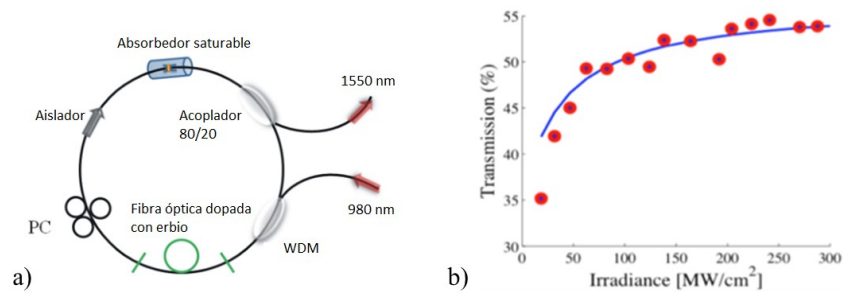 Absorbedor saturable
1550 nm
Aislador
Acoplador
80/20
Fibra óptica dopada
con erbio
980 nm
PC
WDM
a)
b)
Transmission (%)
55
50
45
40
35
30
0
50
100
150
200
250
300
Irradiance [MW/cm²]